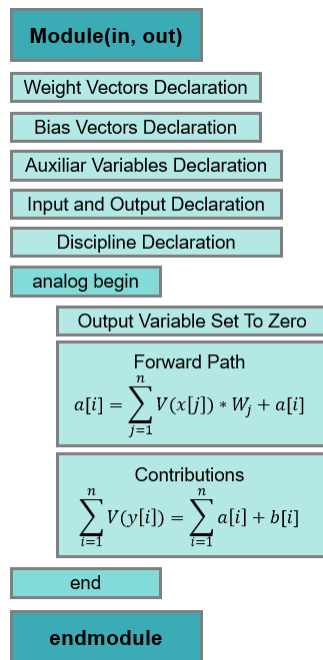 Module(in, out)
Weight Vectors Declaration
Bias Vectors Declaration
Auxiliar Variables Declaration
Input and Output Declaration
Discipline Declaration
analog begin
Output Variable Set To Zero
Forward Path
a[i] = ∑_{j=1}^{n} V(x[j]) ∗ W_j + a[i]
Contributions
∑_{i=1}^{n} V(y[i]) = ∑_{i=1}^{n} a[i] + b[i]
end
endmodule